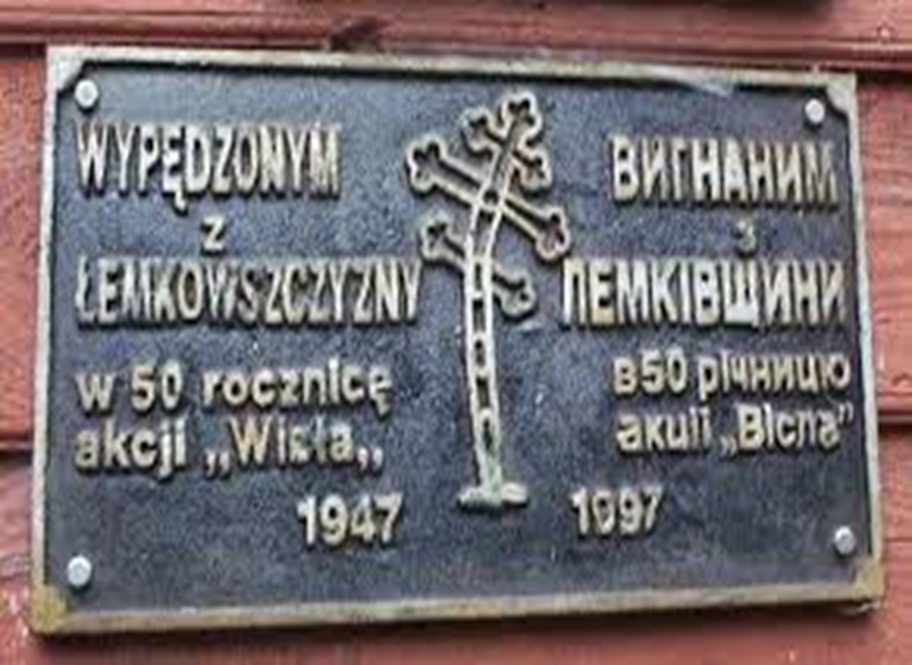 WYPĘDZONYM
z
ŁEMKOWSZCZYZNY
w 50 rocznicę
akcji „Wisła„
1947
ВИГНАНИМ
з
ЛЕМКІВЩИНИ
в50 річницю
акції „Вісла”
1997